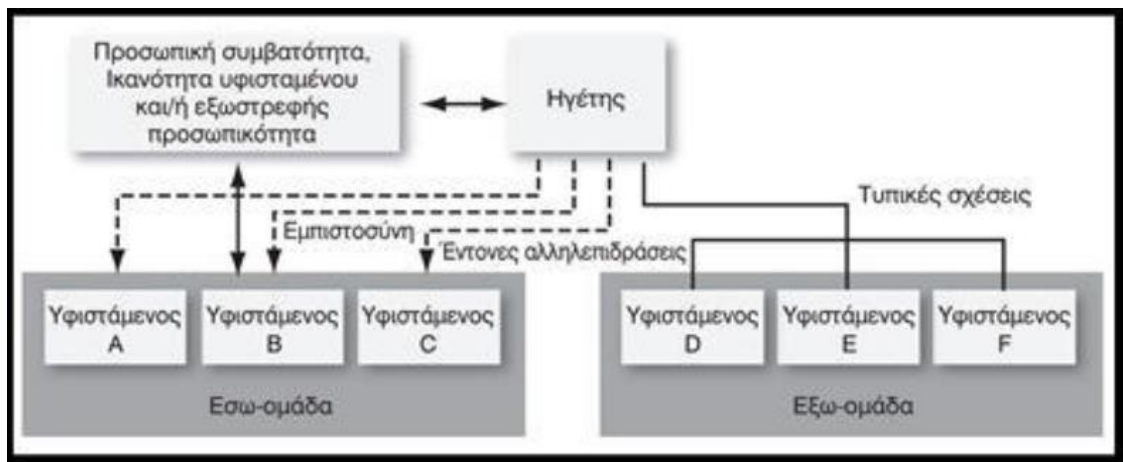 Προσωπική συμβατότητα,
Ικανότητα υφισταμένου
και/ή εξωστρεφής
προσωπικότητα
Ηγέτης
Τυπικές σχέσεις
Εμπιστοσύνη
Έντονες αλληλεπιδράσεις
Υφιστάμενος
A
Υφιστάμενος
B
Υφιστάμενος
C
Εσω-ομάδα
Υφιστάμενος
D
Υφιστάμενος
E
Υφιστάμενος
F
Εξω-ομάδα